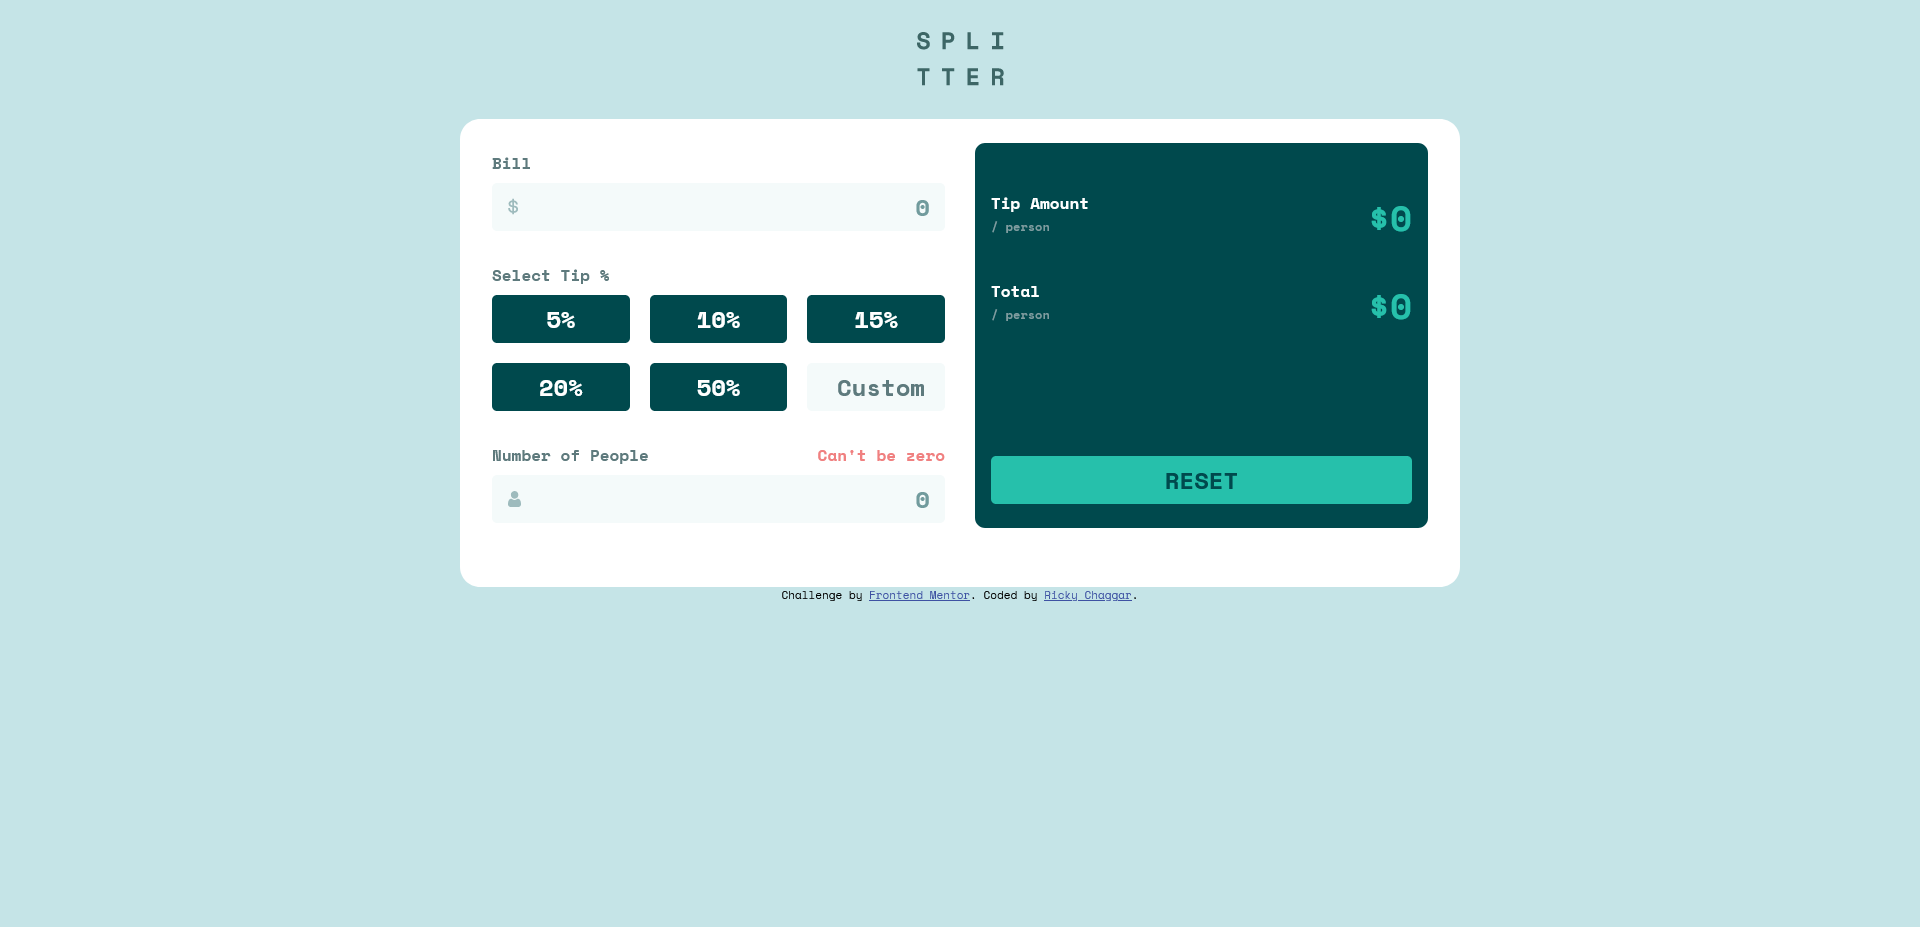 SPLI
TTER
Bill
$ 0
Select Tip %
5% 10% 15%
20% 50% Custom
Number of People Can't be zero
0
Tip Amount
/ person
$0
Total
/ person
$0
RESET
Challenge by Frontend Mentor. Coded by Ricky Chaggar.